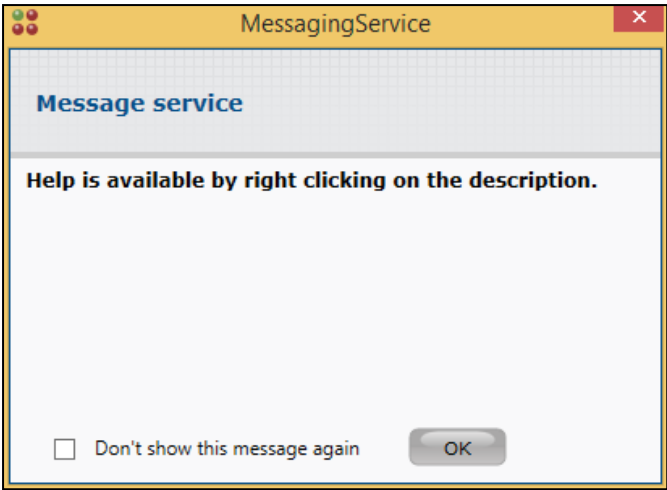 MessagingService
Message service
Help is available by right clicking on the description.
Don't show this message again
OK